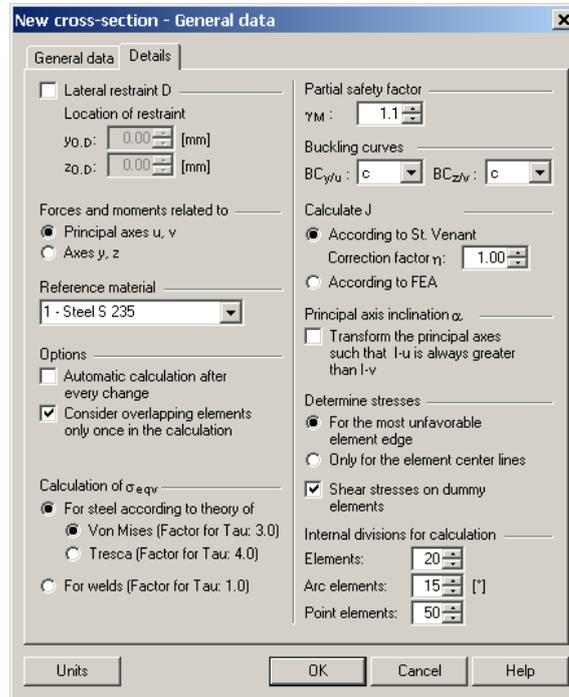 New cross-section - General data
General data
Details
Lateral restraint D
Location of restraint
y0.D: 0.00 [mm]
z0.D: 0.00 [mm]
Forces and moments related to
Principal axes u, v
Axes y, z
Reference material
1 - Steel S 235
Options
Automatic calculation after
every change
Consider overlapping elements
only once in the calculation
Calculation of σeqv
For steel according to theory of
Von Mises (Factor for Tau: 3.0)
Tresca (Factor for Tau: 4.0)
For welds (Factor for Tau: 1.0)
Partial safety factor
γM : 1.1
Buckling curves
BCy/u : c BCz/v : c
Calculate J
According to St. Venant
Correction factor η: 1.00
According to FEA
Principal axis inclination α
Transform the principal axes
such that I-u is always greater
than I-v
Determine stresses
For the most unfavorable
element edge
Only for the element center lines
Shear stresses on dummy
elements
Internal divisions for calculation
Elements: 20
Arc elements: 15 [°]
Point elements: 50
Units
OK
Cancel
Help